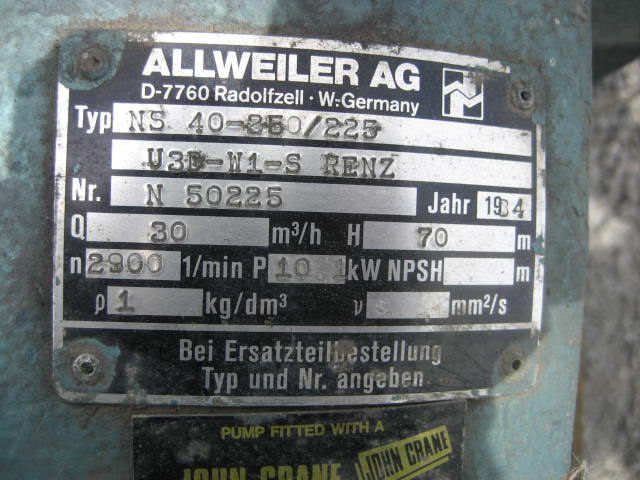 ALLWEILER AG
D-7760 Radolfzell · W-Germany
Typ NS 40-250/225
U3D-W1-S RENZ
Nr. N 50225 Jahr 1984
Q 30 m³/h H 70 m
n 2900 1/min P 10.1 kW NPSH m
ρ 1 kg/dm³ ν mm²/s
Bei Ersatzteilbestellung
Typ und Nr. angeben
PUMP FITTED WITH A
JOHN CRANE JOHN CRANE